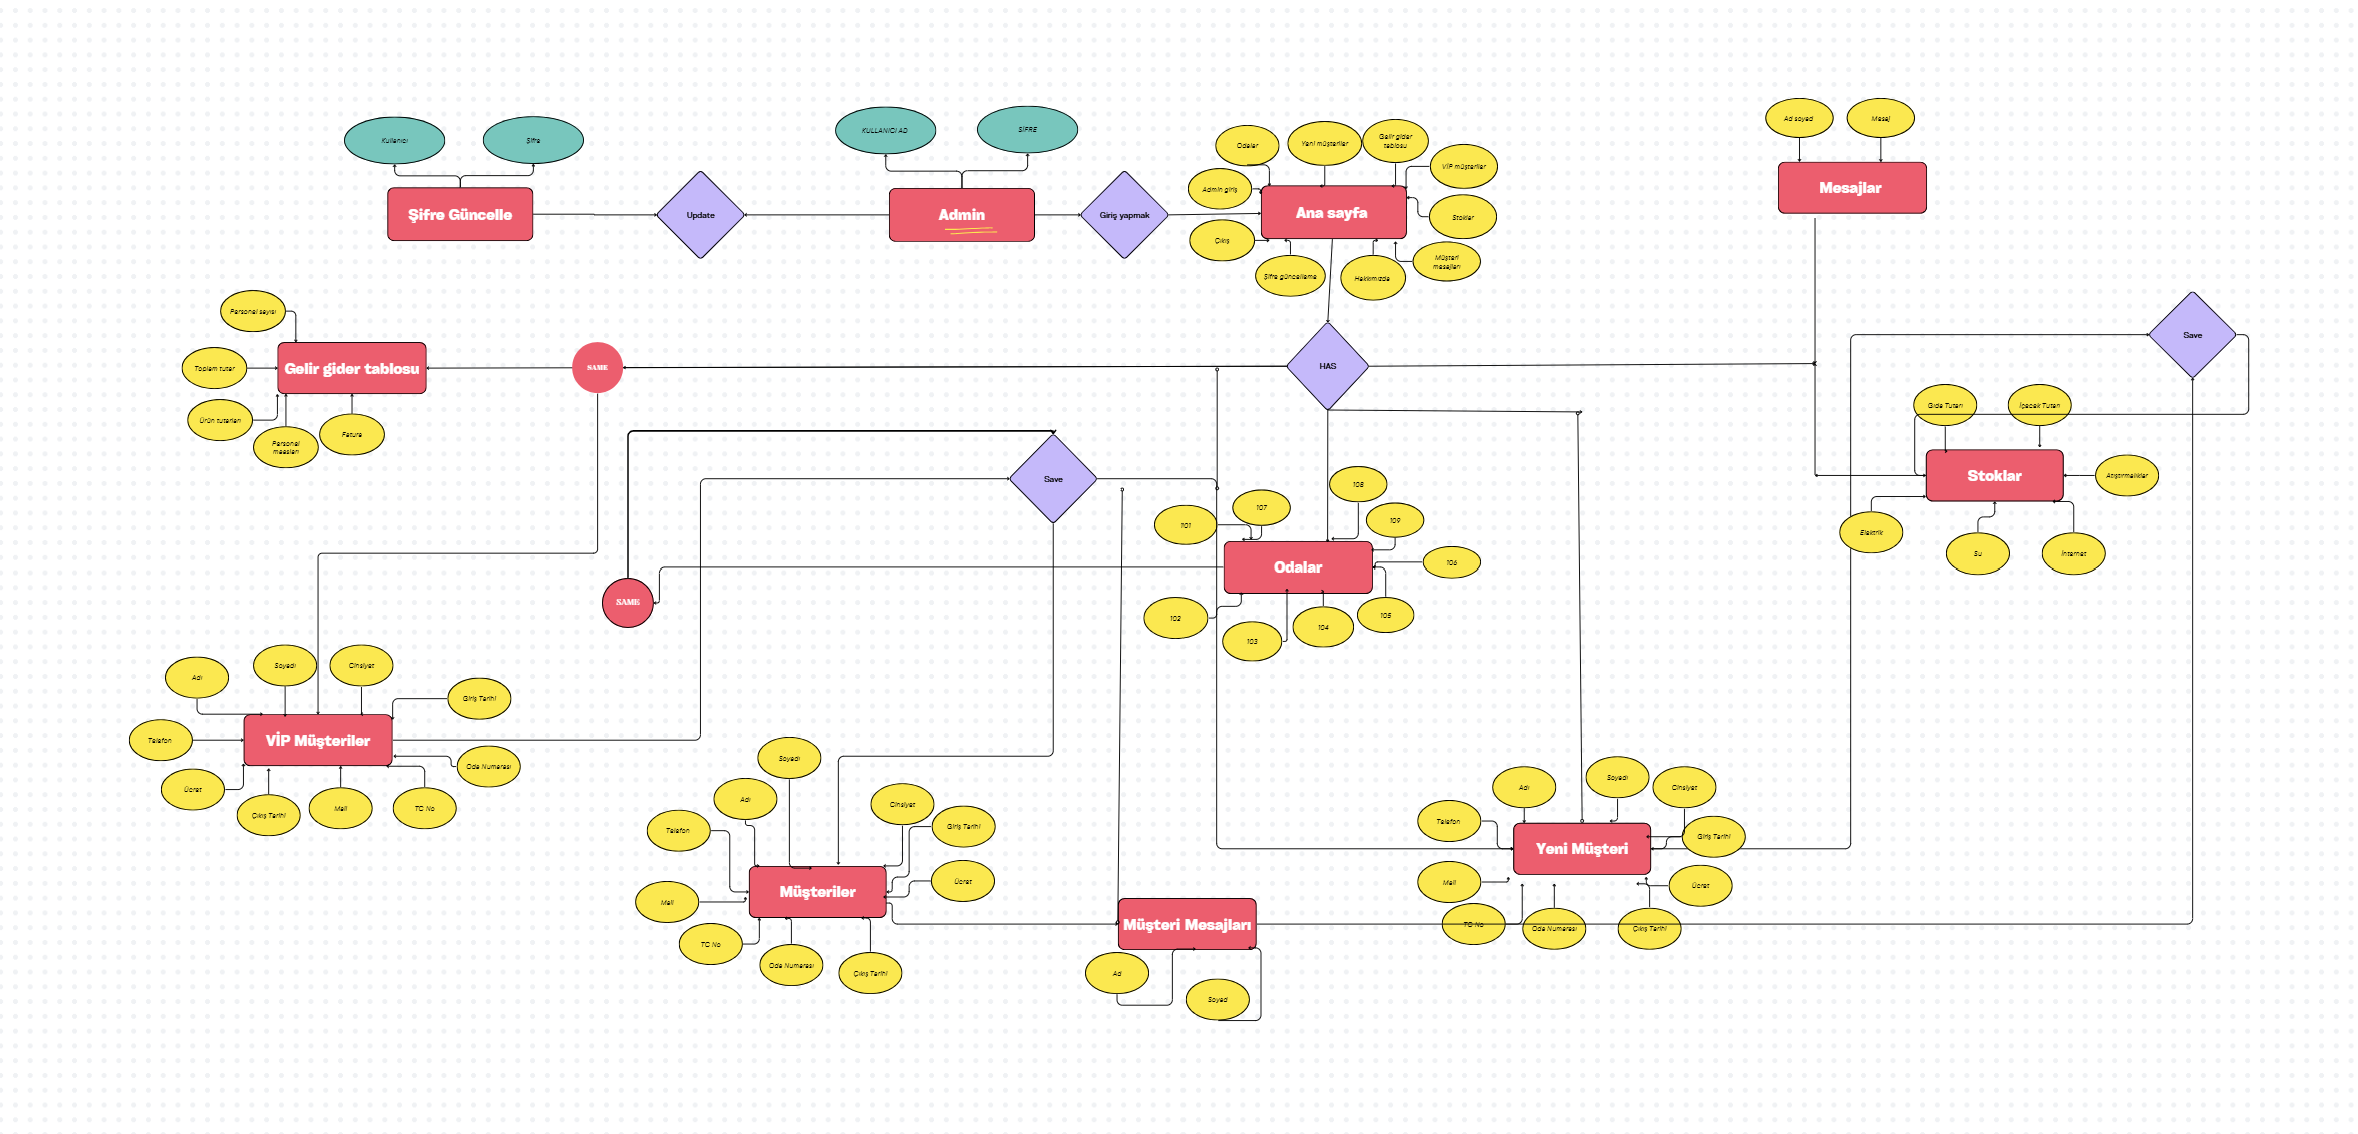 Kullanıcı
Şifre
KULLANICI AD
SİFRE
Şifre Güncelle
Update
Admin
Giriş yapmak
Odalar
Yeni müşteriler
Gelir gider
tablosu
VİP müşteriler
Admin giriş
Ana sayfa
Stoklar
Çıkış
Şifre güncelleme
Hakkımızda
Müşteri
mesajları
Ad soyad
Mesaj
Mesajlar
Personel sayısı
Toplam tutar
Gelir gider tablosu
Ürün tutarları
Personel
maaşları
Fatura
SAME
HAS
Save
Gıda Tutarı
İçecek Tutarı
Stoklar
Atıştırmalıklar
Elektrik
Su
İnternet
Save
101
107
108
109
Odalar
106
102
103
104
105
SAME
Adı
Soyadı
Cinsiyet
Giriş Tarihi
Telefon
VİP Müşteriler
Oda Numarası
Ücret
Çıkış Tarihi
Mail
TC No
Soyadı
Adı
Cinsiyet
Telefon
Giriş Tarihi
Müşteriler
Ücret
Mail
TC No
Oda Numarası
Çıkış Tarihi
Müşteri Mesajları
Ad
Soyad
Adı
Soyadı
Cinsiyet
Telefon
Giriş Tarihi
Yeni Müşteri
Mail
Ücret
TC No
Oda Numarası
Çıkış Tarihi